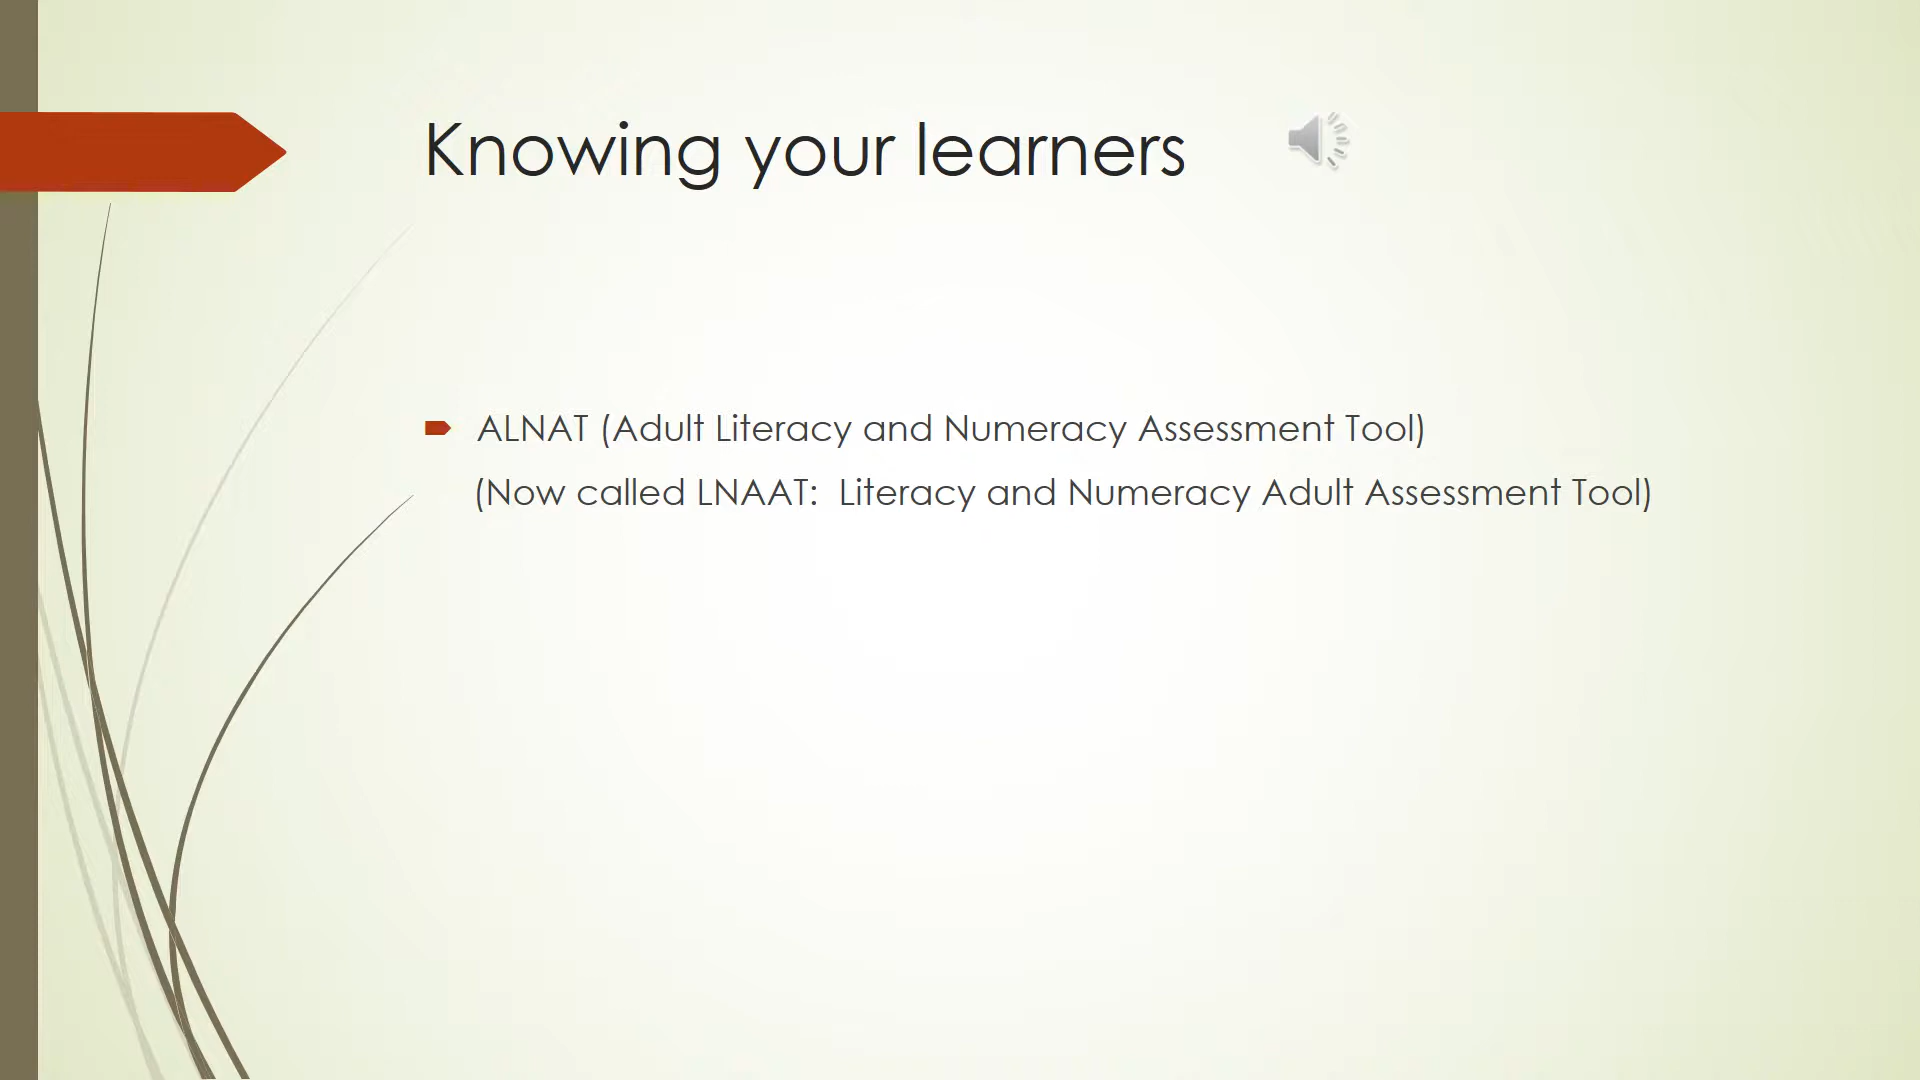 Knowing your learners
ALNAT (Adult Literacy and Numeracy Assessment Tool)
(Now called LNAAT:  Literacy and Numeracy Adult Assessment Tool)